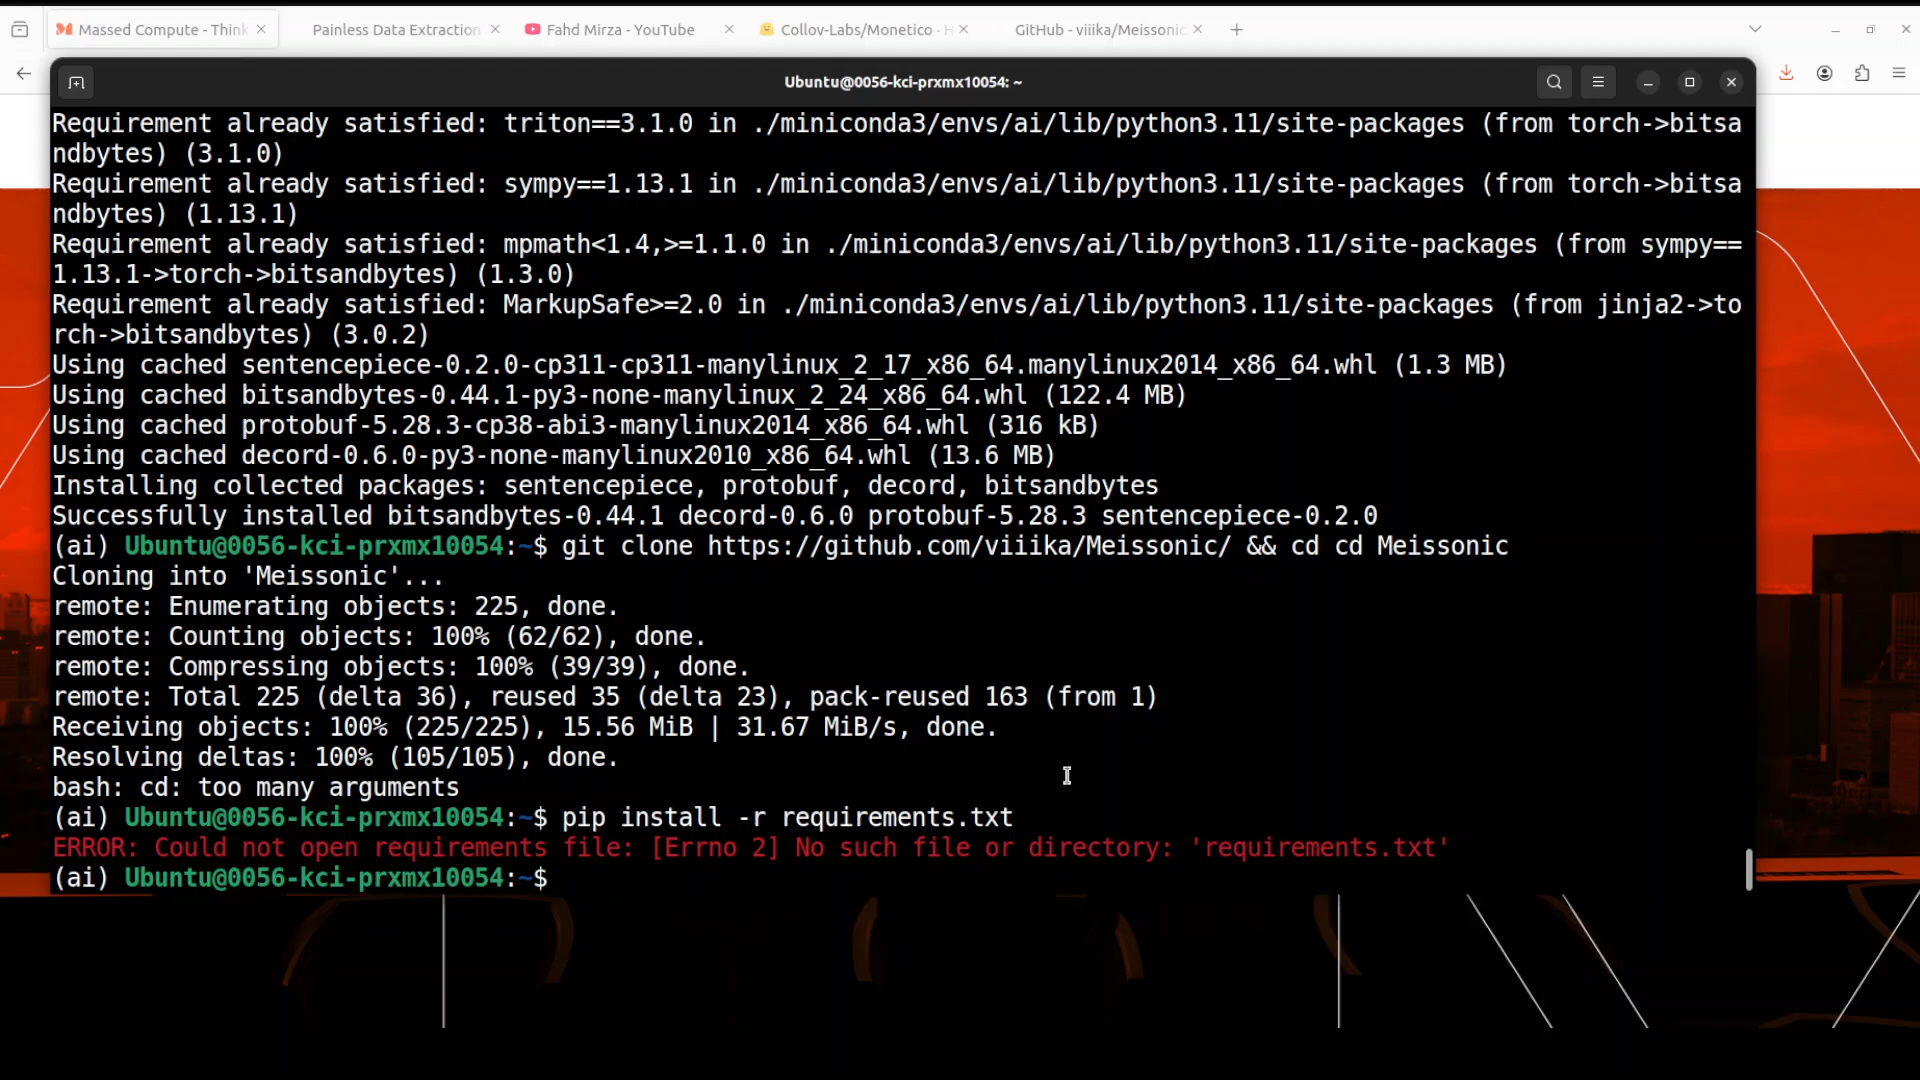 Massed Compute - Think
Painless Data Extraction
Fahd Mirza - YouTube
Collov-Labs/Monetico · H
GitHub - viiika/Meissonic
Ubuntu@0056-kci-prxmx10054: ~
Requirement already satisfied: triton==3.1.0 in ./miniconda3/envs/ai/lib/python3.11/site-packages (from torch->bitsa
ndbytes) (3.1.0)
Requirement already satisfied: sympy==1.13.1 in ./miniconda3/envs/ai/lib/python3.11/site-packages (from torch->bitsa
ndbytes) (1.13.1)
Requirement already satisfied: mpmath<1.4,>=1.1.0 in ./miniconda3/envs/ai/lib/python3.11/site-packages (from sympy==
1.13.1->torch->bitsandbytes) (1.3.0)
Requirement already satisfied: MarkupSafe>=2.0 in ./miniconda3/envs/ai/lib/python3.11/site-packages (from jinja2->to
rch->bitsandbytes) (3.0.2)
Using cached sentencepiece-0.2.0-cp311-cp311-manylinux_2_17_x86_64.manylinux2014_x86_64.whl (1.3 MB)
Using cached bitsandbytes-0.44.1-py3-none-manylinux_2_24_x86_64.whl (122.4 MB)
Using cached protobuf-5.28.3-cp38-abi3-manylinux2014_x86_64.whl (316 kB)
Using cached decord-0.6.0-py3-none-manylinux2010_x86_64.whl (13.6 MB)
Installing collected packages: sentencepiece, protobuf, decord, bitsandbytes
Successfully installed bitsandbytes-0.44.1 decord-0.6.0 protobuf-5.28.3 sentencepiece-0.2.0
(ai) Ubuntu@0056-kci-prxmx10054:~$ git clone https://github.com/viiika/Meissonic/ && cd cd Meissonic
Cloning into 'Meissonic'...
remote: Enumerating objects: 225, done.
remote: Counting objects: 100% (62/62), done.
remote: Compressing objects: 100% (39/39), done.
remote: Total 225 (delta 36), reused 35 (delta 23), pack-reused 163 (from 1)
Receiving objects: 100% (225/225), 15.56 MiB | 31.67 MiB/s, done.
Resolving deltas: 100% (105/105), done.
bash: cd: too many arguments
(ai) Ubuntu@0056-kci-prxmx10054:~$ pip install -r requirements.txt
ERROR: Could not open requirements file: [Errno 2] No such file or directory: 'requirements.txt'
(ai) Ubuntu@0056-kci-prxmx10054:~$